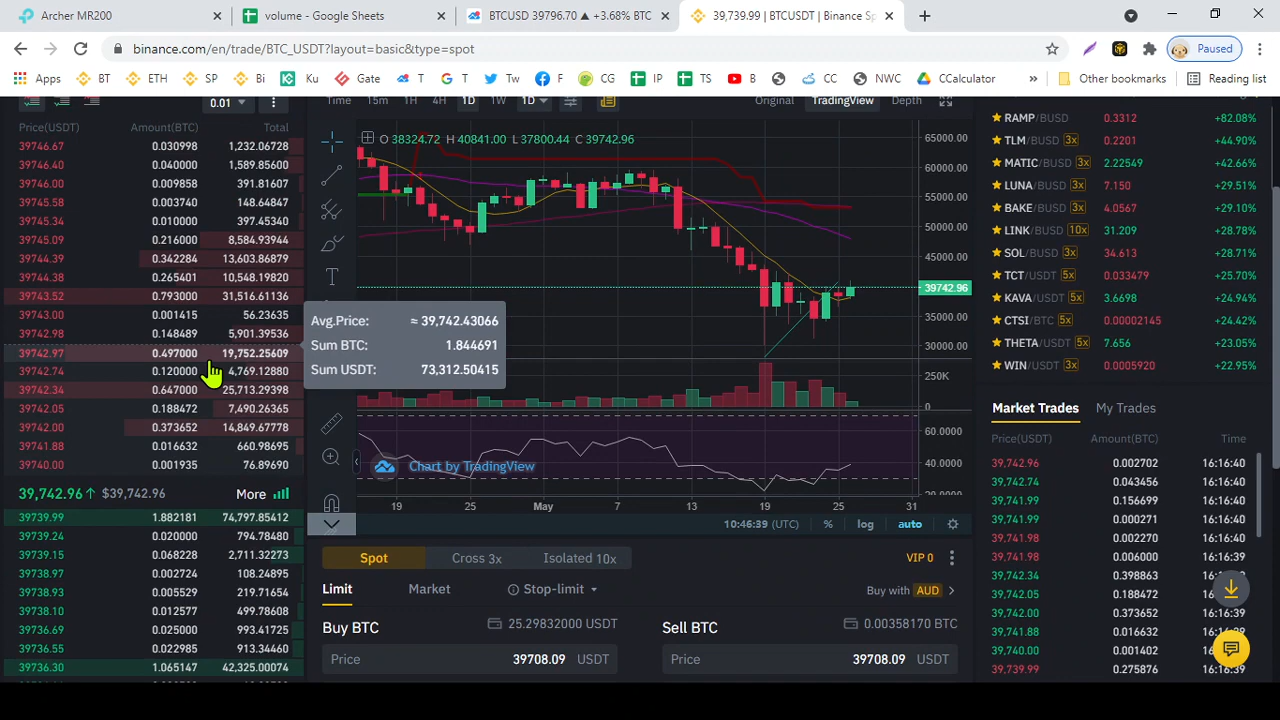 Archer MR200
volume - Google Sheets
BTCUSD 39796.70 ▲ +3.68% BTC P
39,739.99 | BTCUSDT | Binance Sp
binance.com/en/trade/BTC_USDT?layout=basic&type=spot
Paused
Apps BT ETH SP Bi Ku Gate T T Tw F CG IP TS B CC NWC CCalculator » Other bookmarks Reading list
0.01
Price(USDT) Amount(BTC) Total
39746.67 0.030998 1,232.06728
39746.40 0.040000 1,589.85600
39746.00 0.009858 391.81607
39745.58 0.003740 148.64847
39745.34 0.010000 397.45340
39745.09 0.216000 8,584.93944
39744.39 0.342284 13,603.86879
39744.38 0.265401 10,548.19820
39743.52 0.793000 31,516.61136
39743.00 0.001415 56.23635
39742.98 0.148489 5,901.39536
39742.97 0.497000 19,752.25609
39742.74 0.120000 4,769.12880
39742.34 0.647000 25,713.29398
39742.05 0.188472 7,490.26365
39742.00 0.373652 14,849.67778
39741.88 0.016632 660.98695
39740.00 0.001935 76.89690
39,742.96 ↑ $39,742.96 More
39739.99 1.882181 74,797.85412
39739.24 0.020000 794.78480
39739.15 0.068228 2,711.32273
39738.97 0.002724 108.24895
39738.93 0.005529 219.71654
39738.10 0.012577 499.78608
39736.69 0.025000 993.41725
39736.55 0.022985 913.34460
39736.30 1.065147 42,325.00074
Avg.Price: ≈ 39,742.43066
Sum BTC: 1.844691
Sum USDT: 73,312.50415
Time 15m 1H 4H 1D 1W 1D Original TradingView Depth
O 38324.72 H 40841.00 L 37800.44 C 39742.96
65000.00
60000.00
55000.00
50000.00
45000.00
39742.96
35000.00
30000.00
250K
0
60.0000
40.0000
20.0000
Chart by TradingView
19 25 May 7 13 19 25 31
10:46:39 (UTC) % log auto
Spot Cross 3x Isolated 10x VIP 0
Limit Market Stop-limit Buy with AUD
Buy BTC 25.29832000 USDT Sell BTC 0.00358170 BTC
Price 39708.09 USDT Price 39708.09 USDT
RAMP/BUSD 0.3312 +82.08%
TLM/BUSD 3x 0.2201 +44.90%
MATIC/BUSD 3x 2.22549 +42.66%
LUNA/BUSD 3x 7.150 +29.51%
BAKE/BUSD 3x 4.0567 +29.10%
LINK/BUSD 10x 31.209 +28.78%
SOL/BUSD 3x 34.613 +28.71%
TCT/USDT 5x 0.033479 +25.70%
KAVA/USDT 5x 3.6698 +24.94%
CTSI/BTC 5x 0.00002145 +24.42%
THETA/USDT 5x 7.656 +23.05%
WIN/USDT 3x 0.0005920 +22.95%
Market Trades My Trades
Price(USDT) Amount(BTC) Time
39742.96 0.002702 16:16:40
39742.74 0.043456 16:16:40
39741.99 0.156699 16:16:40
39741.99 0.000271 16:16:40
39741.98 0.002270 16:16:40
39741.98 0.006000 16:16:39
39742.34 0.398863 16:16:39
39742.05 0.188472 16:16:39
39742.00 0.373652 16:16:39
39741.88 0.016632 16:16:39
39740.00 0.001402 16:16:39
39739.99 0.275876 16:16:39